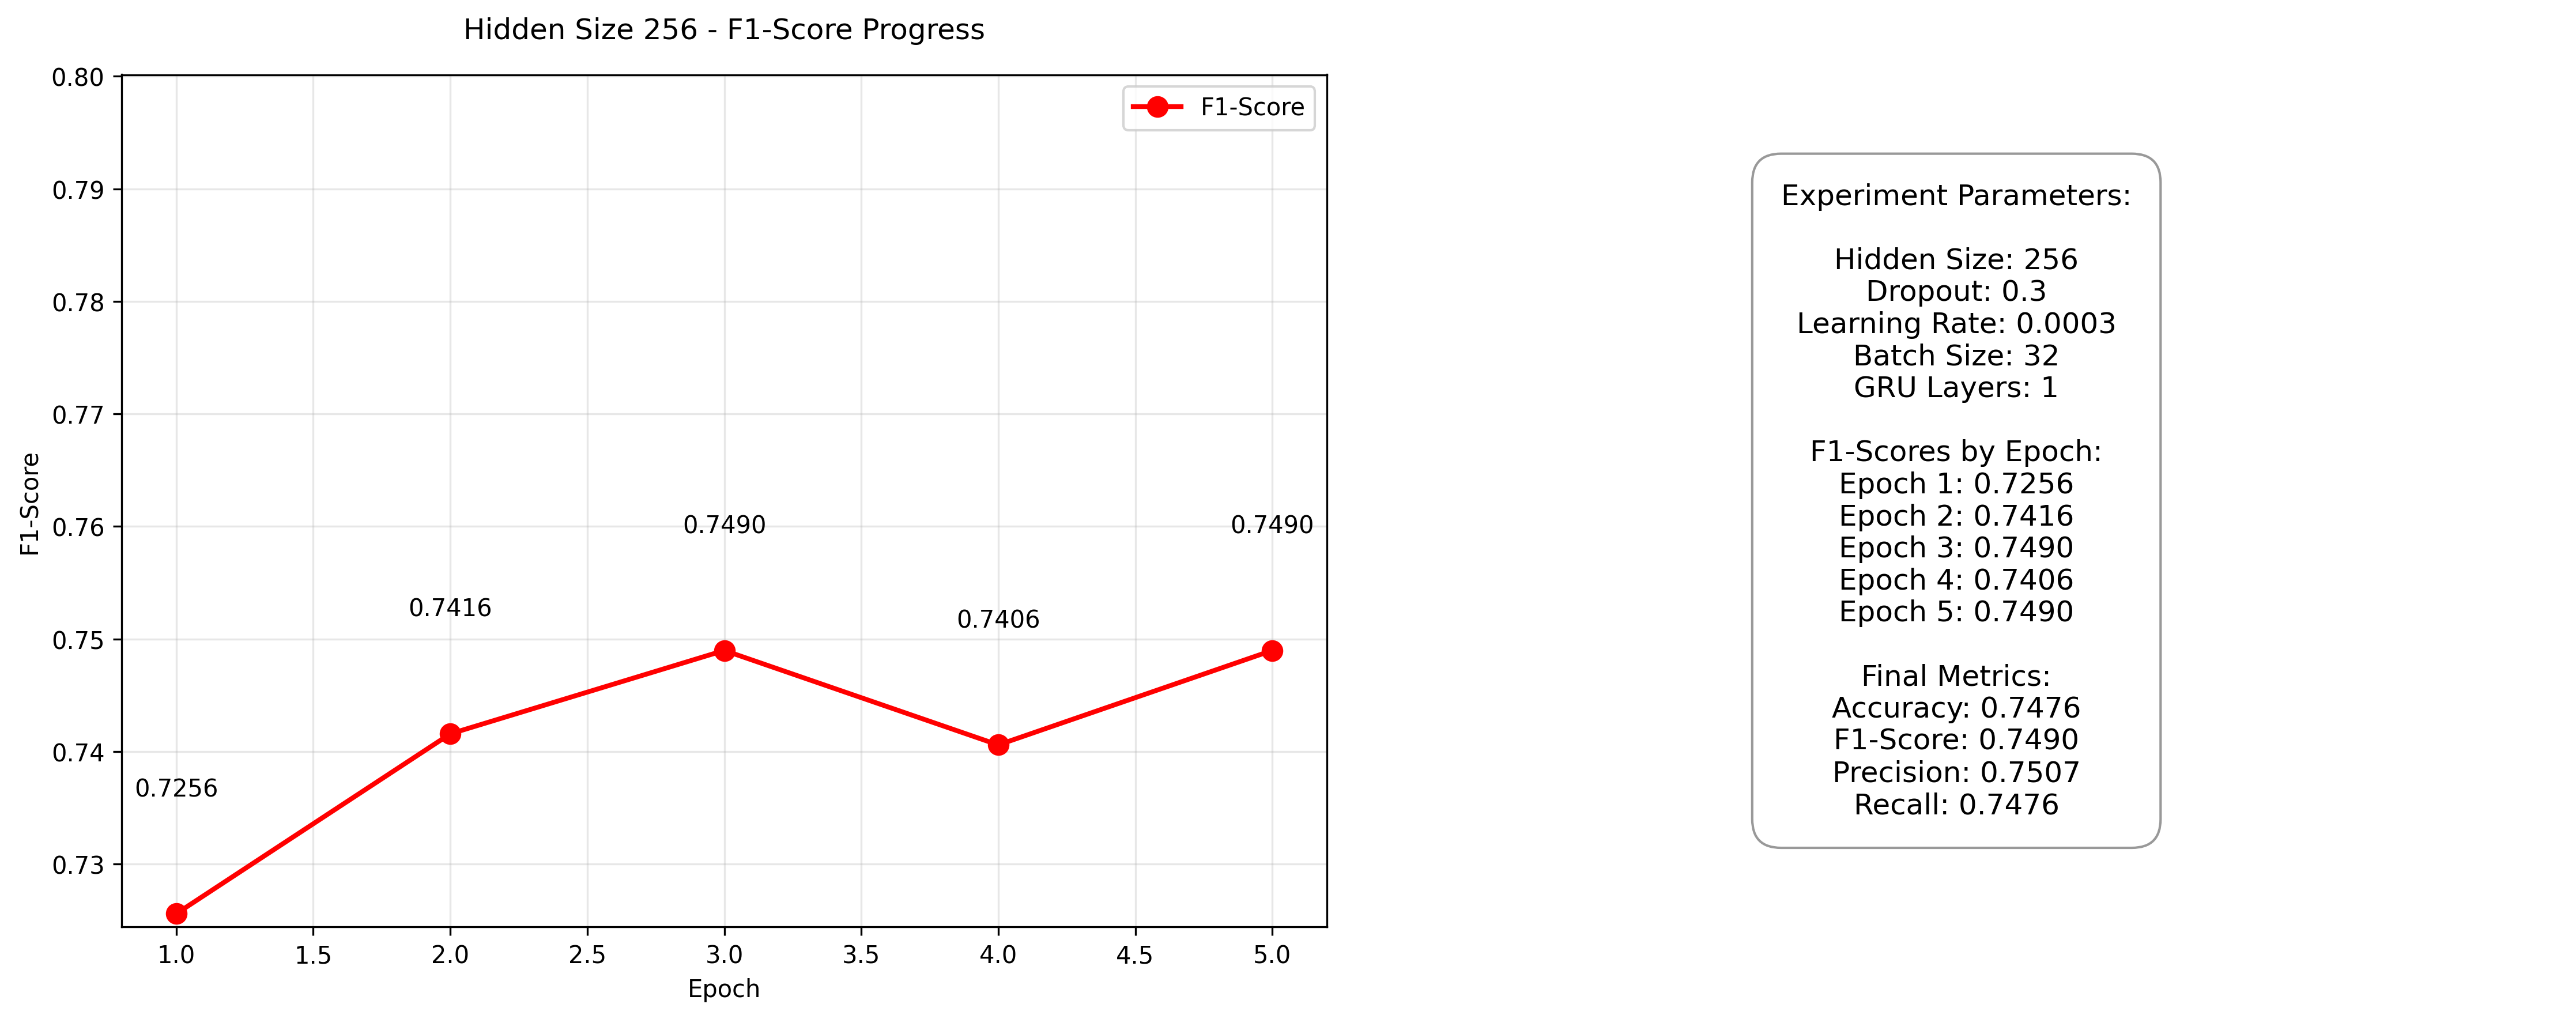 Hidden Size 256 - F1-Score Progress
F1-Score
0.80
0.79
0.78
0.77
0.76
0.75
0.74
0.73
F1-Score
0.7256
0.7416
0.7490
0.7406
0.7490
1.0 1.5 2.0 2.5 3.0 3.5 4.0 4.5 5.0
Epoch
Experiment Parameters:
Hidden Size: 256
Dropout: 0.3
Learning Rate: 0.0003
Batch Size: 32
GRU Layers: 1
F1-Scores by Epoch:
Epoch 1: 0.7256
Epoch 2: 0.7416
Epoch 3: 0.7490
Epoch 4: 0.7406
Epoch 5: 0.7490
Final Metrics:
Accuracy: 0.7476
F1-Score: 0.7490
Precision: 0.7507
Recall: 0.7476